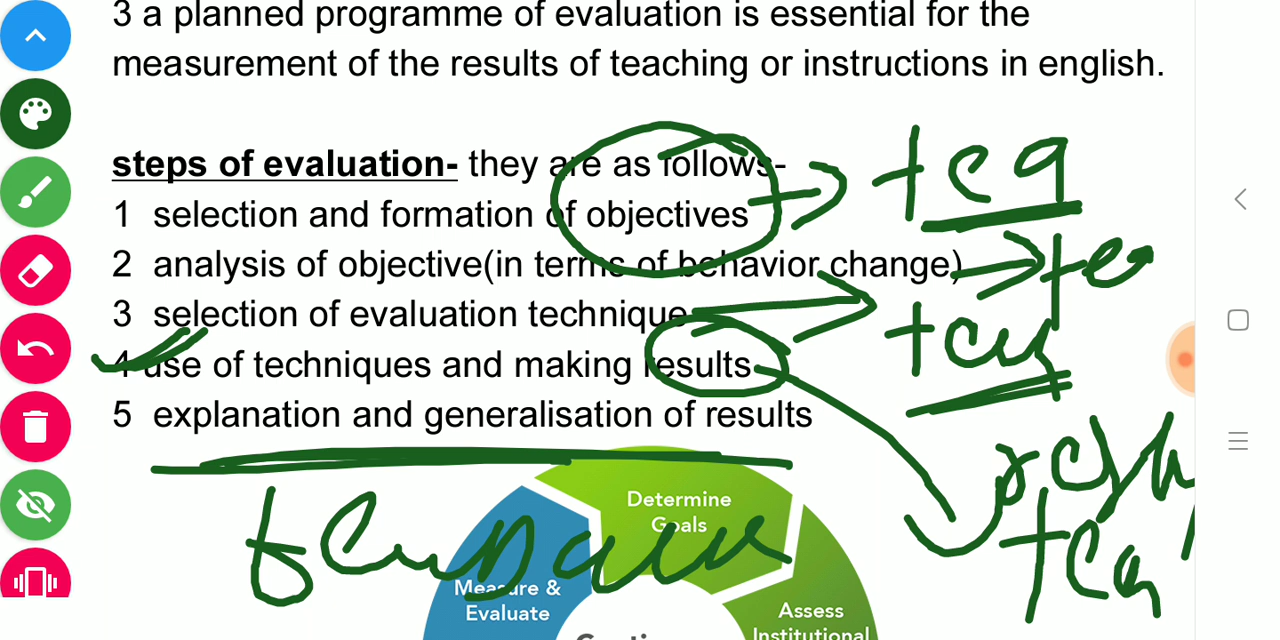 3 a planned programme of evaluation is essential for the
measurement of the results of teaching or instructions in english.
steps of evaluation- they are as follows-
1 selection and formation of objectives
2 analysis of objective(in terms of behavior change)
3 selection of evaluation technique
4 use of techniques and making results
5 explanation and generalisation of results
Determine
Goals
Measure &
Evaluate
Assess
Institutional